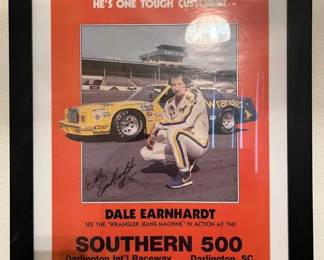 HE'S ONE TOUGH CUSTOMER...
Wrangler
DALE EARNHARDT
SEE THE "WRANGLER JEANS MACHINE" IN ACTION AT THE
SOUTHERN 500
Darlington Int'l Raceway Darlington, SC